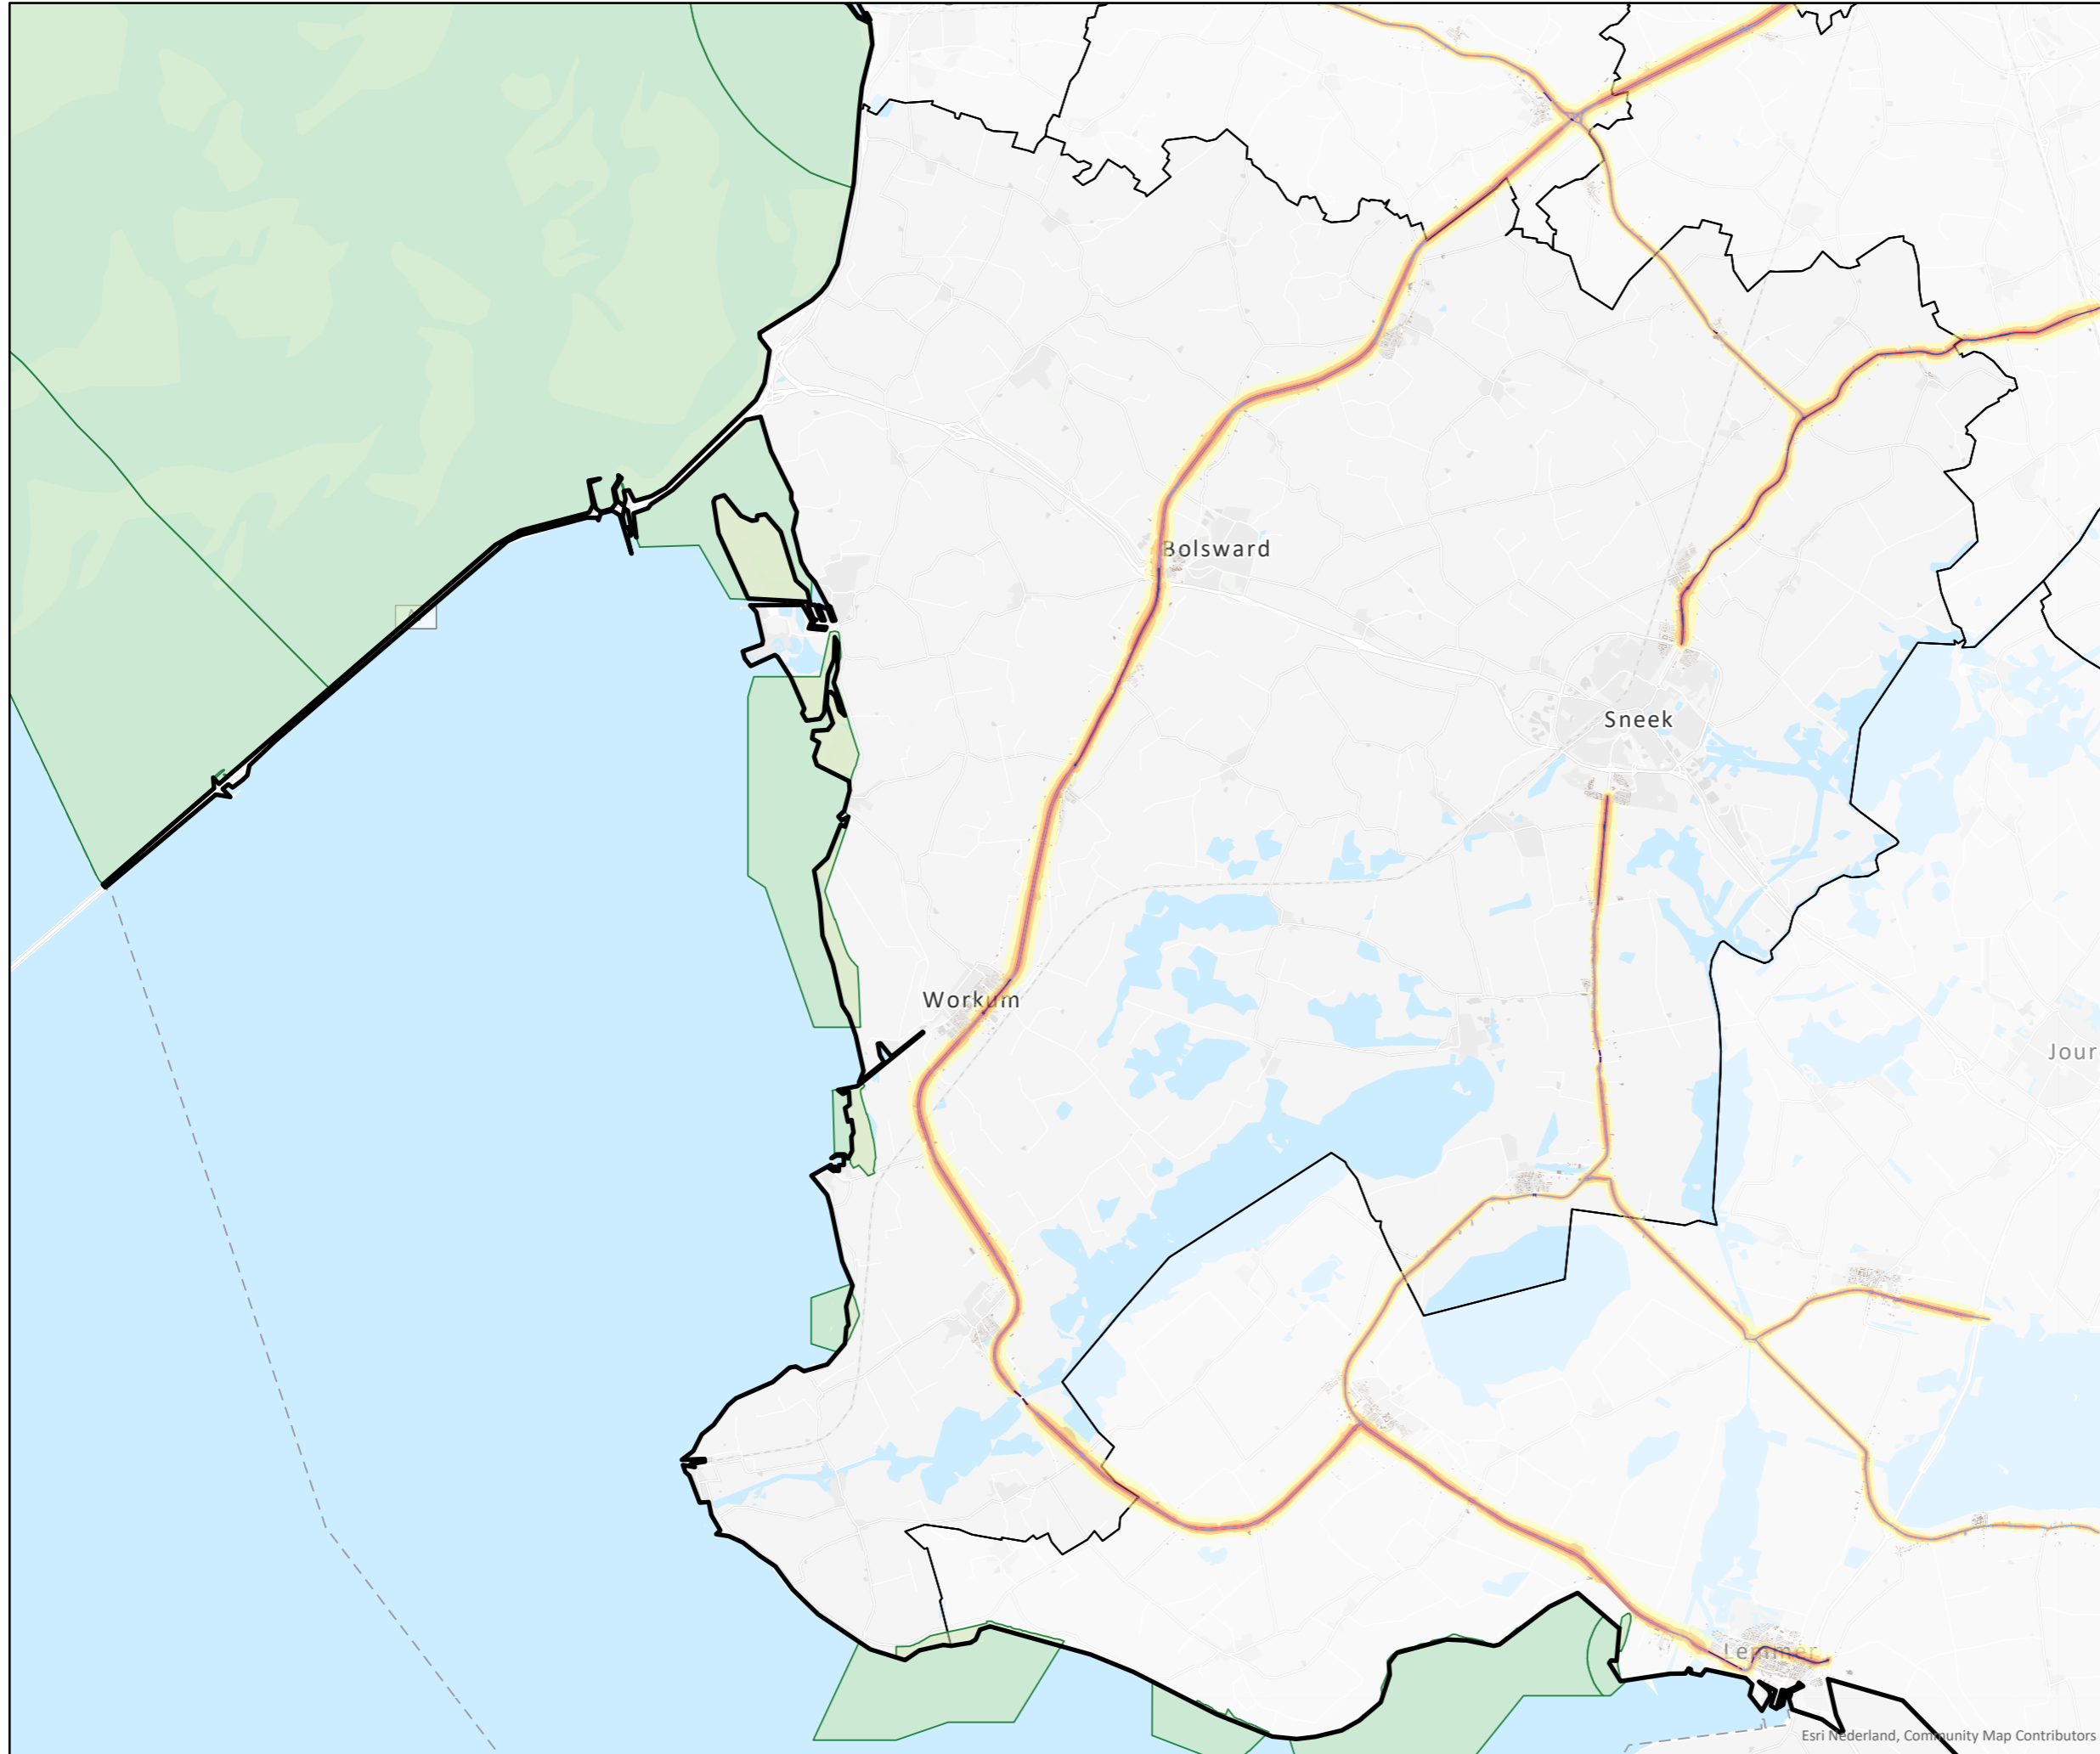 Bolsward
Sneek
Workum
Jour
Lemmer
Esri Nederland, Community Map Contributors